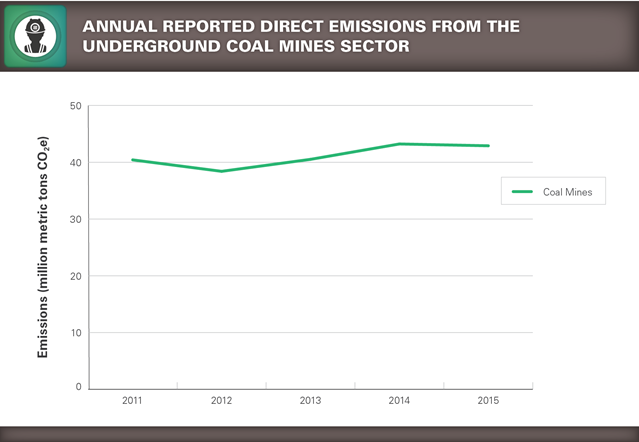 ANNUAL REPORTED DIRECT EMISSIONS FROM THE
UNDERGROUND COAL MINES SECTOR
Emissions (million metric tons CO₂e)
50
40
30
20
10
0
2011 2012 2013 2014 2015
Coal Mines